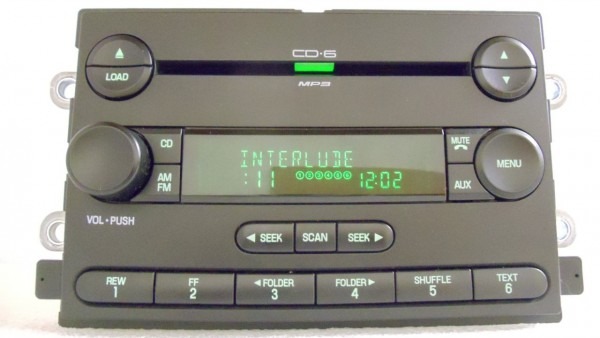 CD•6
LOAD
MP3
CD
MUTE
INTERLUDE
MENU
AM
FM
:11 ①②③④⑤⑥ 12:02
AUX
VOL • PUSH
◄ SEEK SCAN SEEK ►
REW FF ◄ FOLDER FOLDER ► SHUFFLE TEXT
1 2 3 4 5 6